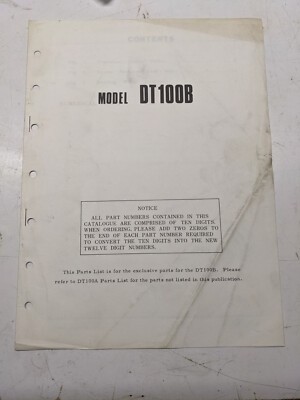 MODEL DT100B
NOTICE
ALL PART NUMBERS CONTAINED IN THIS
CATALOGUE ARE COMPRISED OF TEN DIGITS.
WHEN ORDERING, PLEASE ADD TWO ZEROS TO
THE END OF EACH PART NUMBER REQUIRED
TO CONVERT THE TEN DIGITS INTO THE NEW
TWELVE DIGIT NUMBERS.
This Parts List is for the exclusive parts for the DT100B. Please
refer to DT100A Parts List for the parts not listed in this publication.